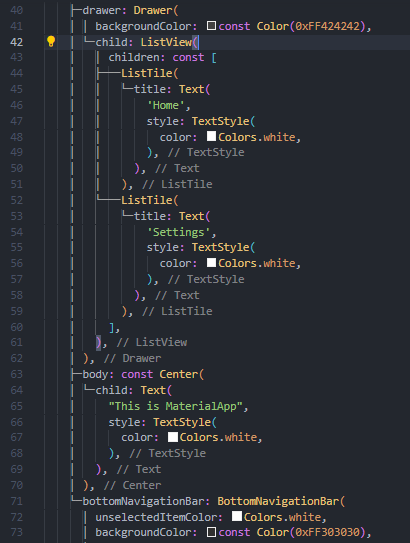 40 drawer: Drawer(
41 backgroundColor: const Color(0xFF424242),
42 child: ListView(
43 children: const [
44 ListTile(
45 title: Text(
46 'Home',
47 style: TextStyle(
48 color: Colors.white,
49 ), // TextStyle
50 ), // Text
51 ), // ListTile
52 ListTile(
53 title: Text(
54 'Settings',
55 style: TextStyle(
56 color: Colors.white,
57 ), // TextStyle
58 ), // Text
59 ), // ListTile
60 ],
61 ), // ListView
62 ), // Drawer
63 body: const Center(
64 child: Text(
65 "This is MaterialApp",
66 style: TextStyle(
67 color: Colors.white,
68 ), // TextStyle
69 ), // Text
70 ), // Center
71 bottomNavigationBar: BottomNavigationBar(
72 unselectedItemColor: Colors.white,
73 backgroundColor: const Color(0xFF303030),